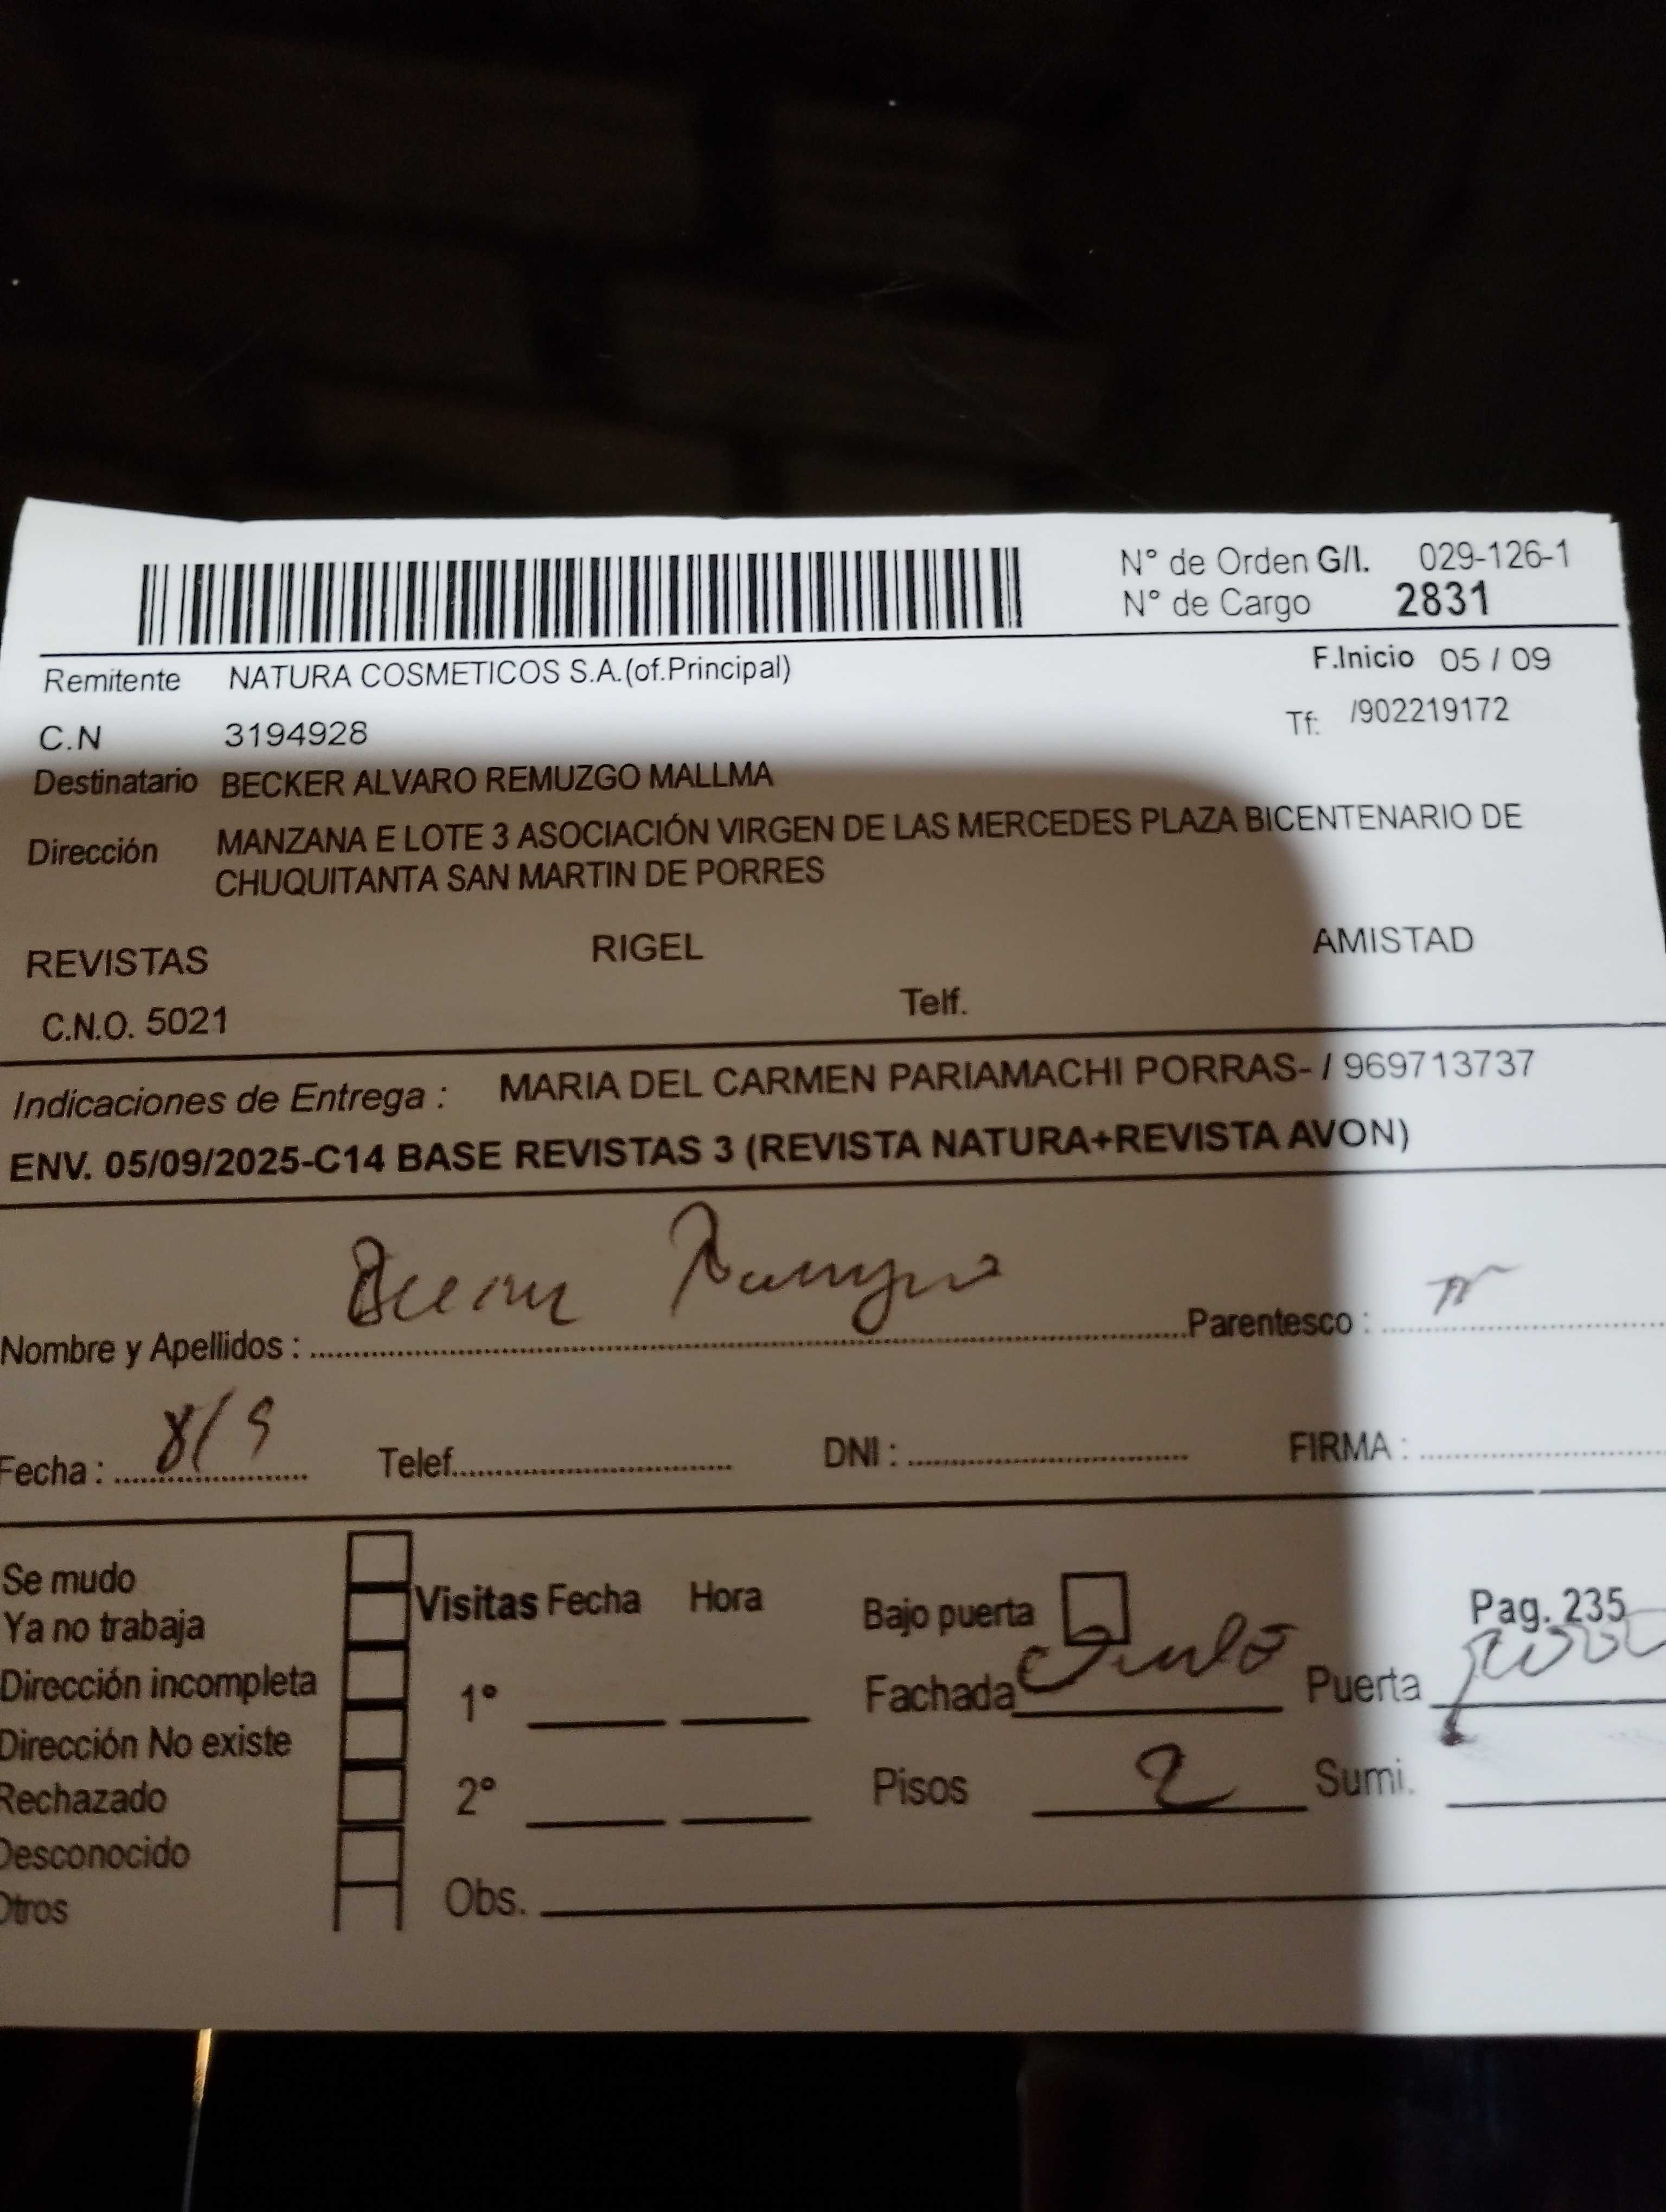 N° de Orden G/I. 029-126-1
N° de Cargo 2831
Remitente NATURA COSMETICOS S.A.(of.Principal) F.Inicio 05 / 09
C.N 3194928 Tf: /902219172
Destinatario BECKER ALVARO REMUZGO MALLMA
Dirección MANZANA E LOTE 3 ASOCIACIÓN VIRGEN DE LAS MERCEDES PLAZA BICENTENARIO DE
CHUQUITANTA SAN MARTIN DE PORRES
REVISTAS RIGEL AMISTAD
C.N.O. 5021 Telf.
Indicaciones de Entrega : MARIA DEL CARMEN PARIAMACHI PORRAS- / 969713737
ENV. 05/09/2025-C14 BASE REVISTAS 3 (REVISTA NATURA+REVISTA AVON)
Nombre y Apellidos : Parentesco :
Fecha : 8/9 Telef. DNI : FIRMA :
Se mudo
Ya no trabaja
Dirección incompleta
Dirección No existe
Rechazado
Desconocido
Otros
Visitas Fecha Hora
1°
2°
Obs.
Bajo puerta Pag. 235
Fachada Puerta
Pisos 2 Sumi.